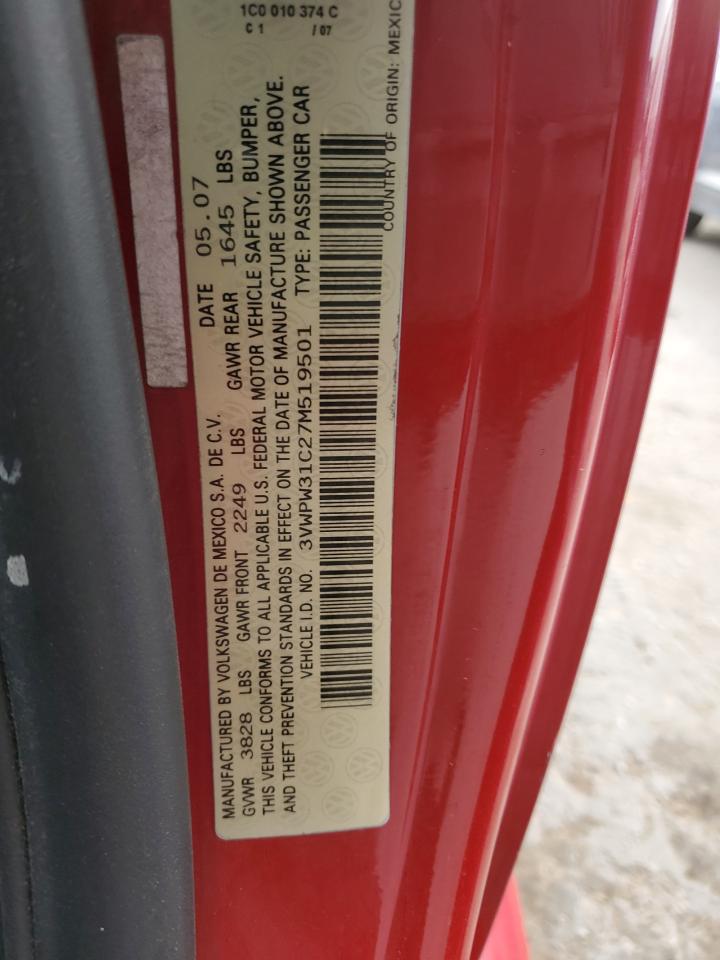 1C0 010 374 C
C 1 / 07
MANUFACTURED BY VOLKSWAGEN DE MEXICO S.A. DE C.V. DATE 05.07
GVWR 3828 LBS GAWR FRONT 2249 LBS GAWR REAR 1645 LBS
THIS VEHICLE CONFORMS TO ALL APPLICABLE U.S. FEDERAL MOTOR VEHICLE SAFETY, BUMPER,
AND THEFT PREVENTION STANDARDS IN EFFECT ON THE DATE OF MANUFACTURE SHOWN ABOVE.
VEHICLE I.D. NO. 3VWPW31C27M519501 TYPE: PASSENGER CAR
COUNTRY OF ORIGIN: MEXIC